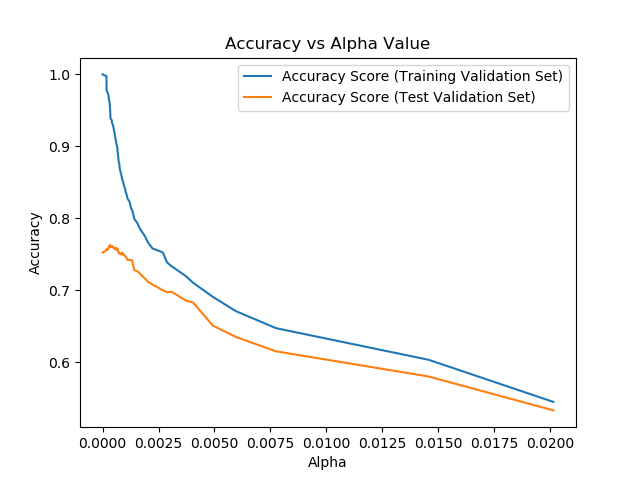 Accuracy vs Alpha Value
Accuracy Score (Training Validation Set)
Accuracy Score (Test Validation Set)
Accuracy
1.0
0.9
0.8
0.7
0.6
0.0000 0.0025 0.0050 0.0075 0.0100 0.0125 0.0150 0.0175 0.0200
Alpha